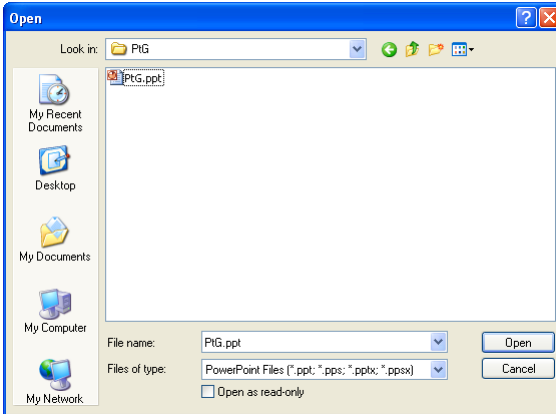 Open
Look in: PtG
PtG.ppt
My Recent
Documents
Desktop
My Documents
My Computer
My Network
File name: PtG.ppt Open
Files of type: PowerPoint Files (*.ppt; *.pps; *.pptx; *.ppsx) Cancel
Open as read-only